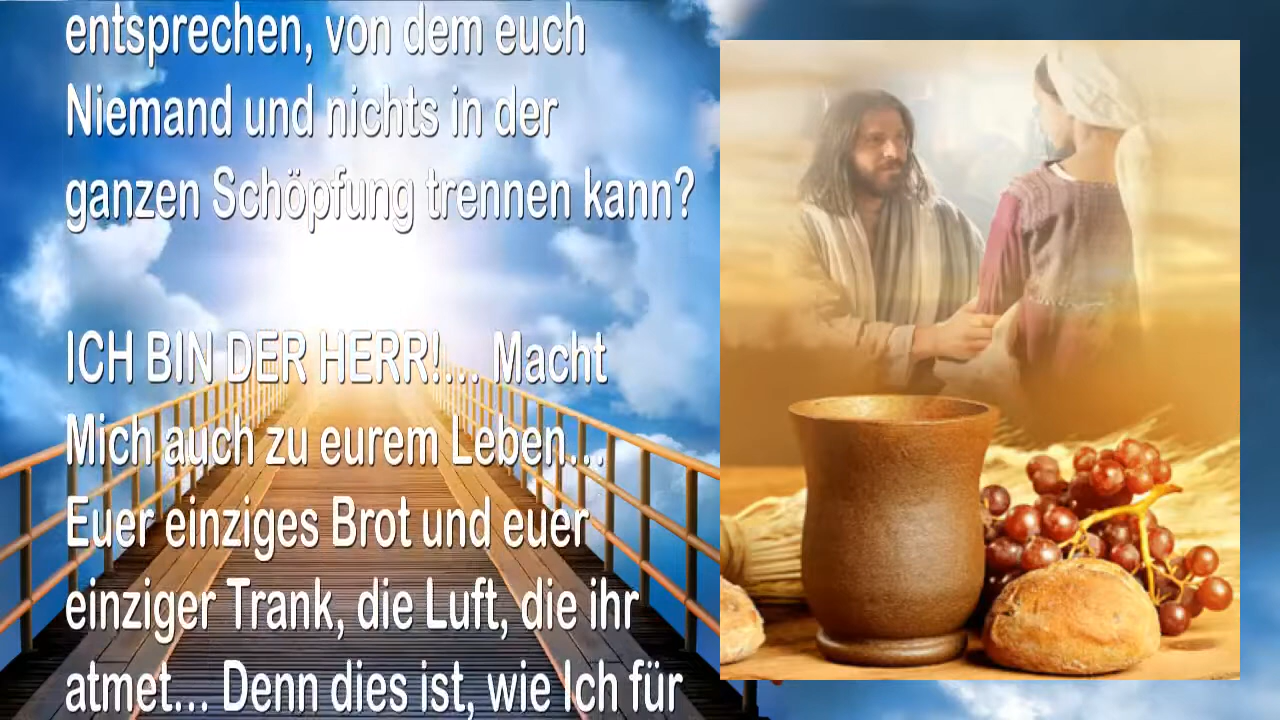 entsprechen, von dem euch
Niemand und nichts in der
ganzen Schöpfung trennen kann?
ICH BIN DER HERR!... Macht
Mich auch zu eurem Leben...
Euer einziges Brot und euer
einziger Trank, die Luft, die ihr
atmet... Denn dies ist, wie Ich für